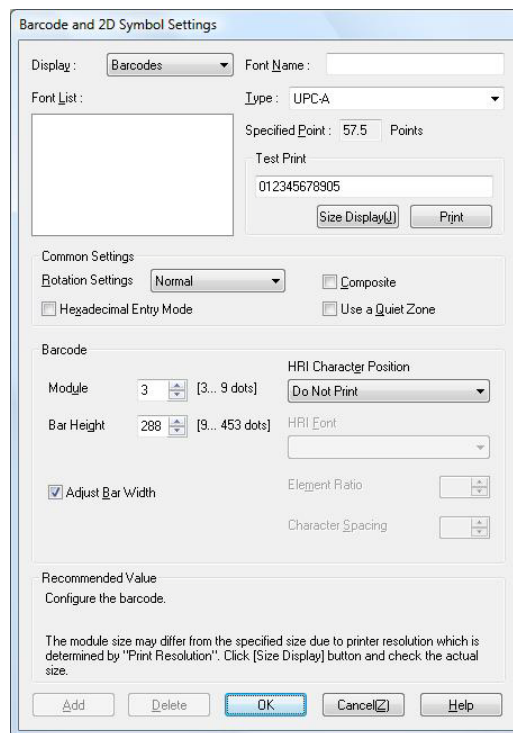 Barcode and 2D Symbol Settings
Display : Barcodes Font Name :
Font List : Type : UPC-A
Specified Point : 57.5 Points
Test Print
012345678905
Size Display(J) Print
Common Settings
Rotation Settings Normal Composite
Hexadecimal Entry Mode Use a Quiet Zone
Barcode
HRI Character Position
Module 3 [3... 9 dots] Do Not Print
Bar Height 288 [9... 453 dots] HRI Font
Adjust Bar Width Element Ratio
Character Spacing
Recommended Value
Configure the barcode.
The module size may differ from the specified size due to printer resolution which is
determined by "Print Resolution". Click [Size Display] button and check the actual
size.
Add Delete OK Cancel(Z) Help